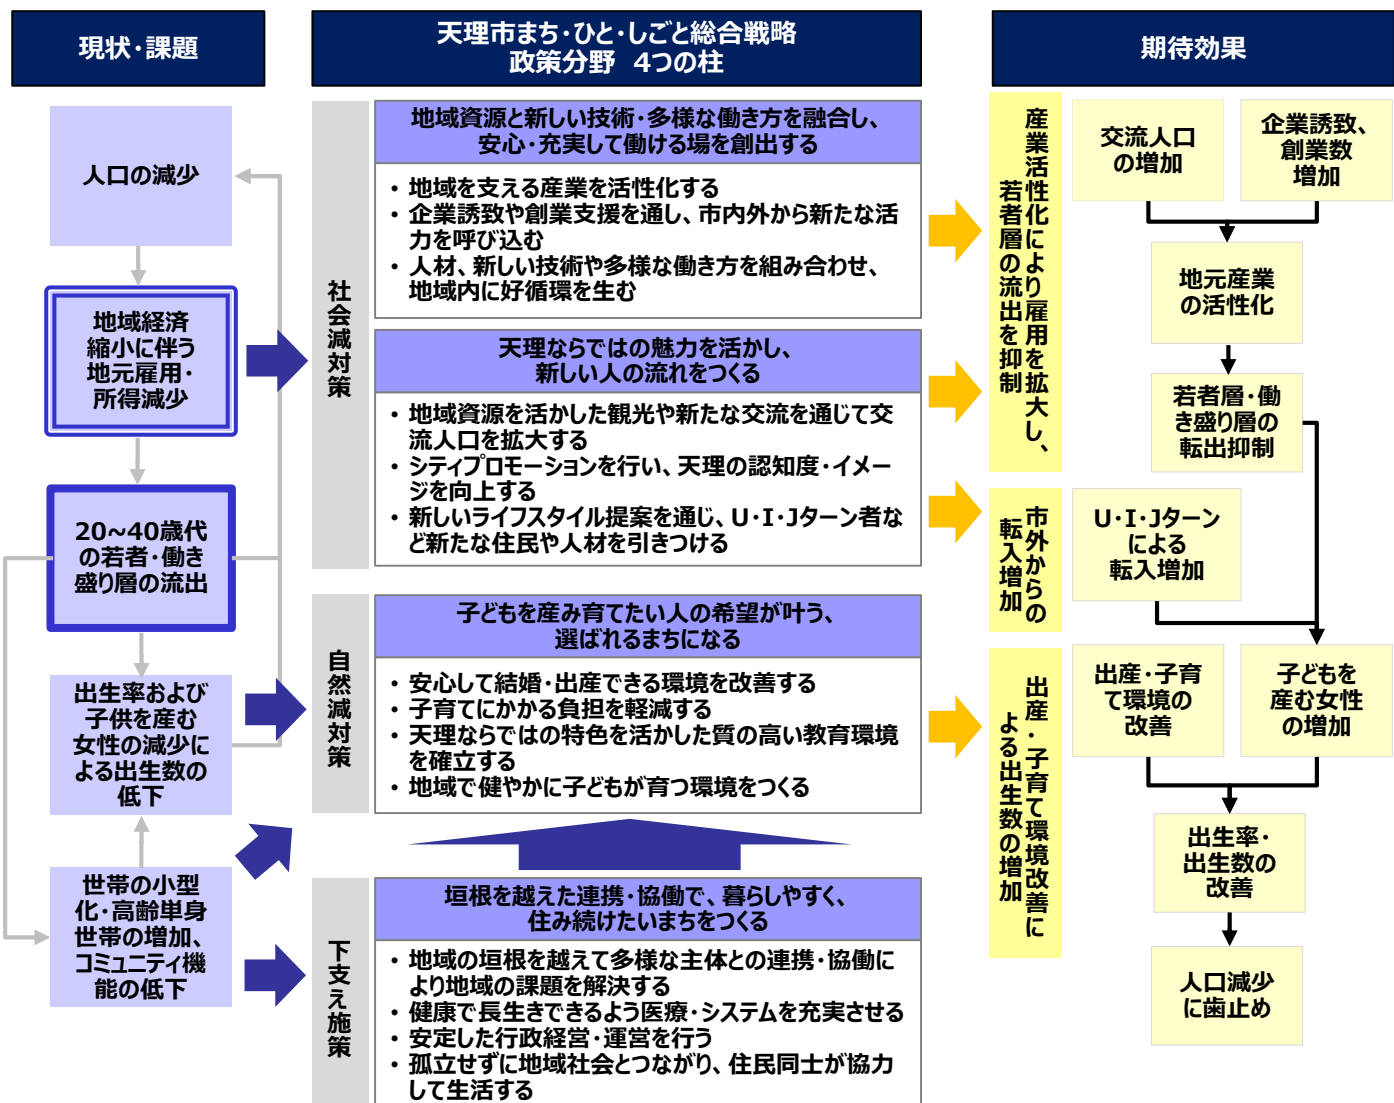 現状・課題
人口の減少
地域経済
縮小に伴う
地元雇用・
所得減少
20~40歳代
の若者・働き
盛り層の流出
出生率および
子供を産む
女性の減少に
よる出生数の
低下
世帯の小型
化・高齢単身
世帯の増加、
コミュニティ機
能の低下
天理市まち・ひと・しごと総合戦略
政策分野 4つの柱
社会減対策
地域資源と新しい技術・多様な働き方を融合し、
安心・充実して働ける場を創出する
• 地域を支える産業を活性化する
• 企業誘致や創業支援を通し、市内外から新たな活
力を呼び込む
• 人材、新しい技術や多様な働き方を組み合わせ、
地域内に好循環を生む
天理ならではの魅力を活かし、
新しい人の流れをつくる
• 地域資源を活かした観光や新たな交流を通じて交
流人口を拡大する
• シティプロモーションを行い、天理の認知度・イメー
ジを向上する
• 新しいライフスタイル提案を通じ、U・I・Jターン者な
ど新たな住民や人材を引きつける
自然減対策
子どもを産み育てたい人の希望が叶う、
選ばれるまちになる
• 安心して結婚・出産できる環境を改善する
• 子育てにかかる負担を軽減する
• 天理ならではの特色を活かした質の高い教育環境
を確立する
• 地域で健やかに子どもが育つ環境をつくる
下支え施策
垣根を越えた連携・協働で、暮らしやすく、
住み続けたいまちをつくる
• 地域の垣根を越えて多様な主体との連携・協働に
より地域の課題を解決する
• 健康で長生きできるよう医療・システムを充実させる
• 安定した行政経営・運営を行う
• 孤立せずに地域社会とつながり、住民同士が協力
して生活する
期待効果
産業活性化により雇用を拡大し、
若者層の流出を抑制
市外からの
転入増加
出産・子育て環境改善に
よる出生数の増加
交流人口
の増加
企業誘致、
創業数
増加
地元産業
の活性化
若者層・働
き盛り層の
転出抑制
U・I・Jターン
による
転入増加
出産・子育
て環境の
改善
子どもを
産む女性
の増加
出生率・
出生数の
改善
人口減少
に歯止め